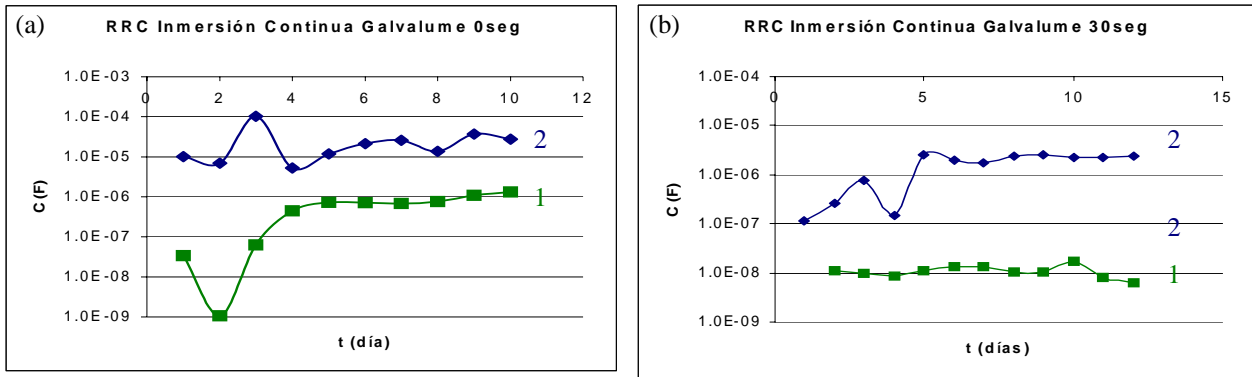 (a)
RRC Inmersión Continua Galvalume 0seg
C (F)
1.0E-03
1.0E-04
1.0E-05
1.0E-06
1.0E-07
1.0E-08
1.0E-09
0 2 4 6 8 10 12
2
1
t (día)
(b)
RRC Inmersión Continua Galvalume 30seg
C (F)
1.0E-04
1.0E-05
1.0E-06
1.0E-07
1.0E-08
1.0E-09
0 5 10 15
2
2
1
t (días)